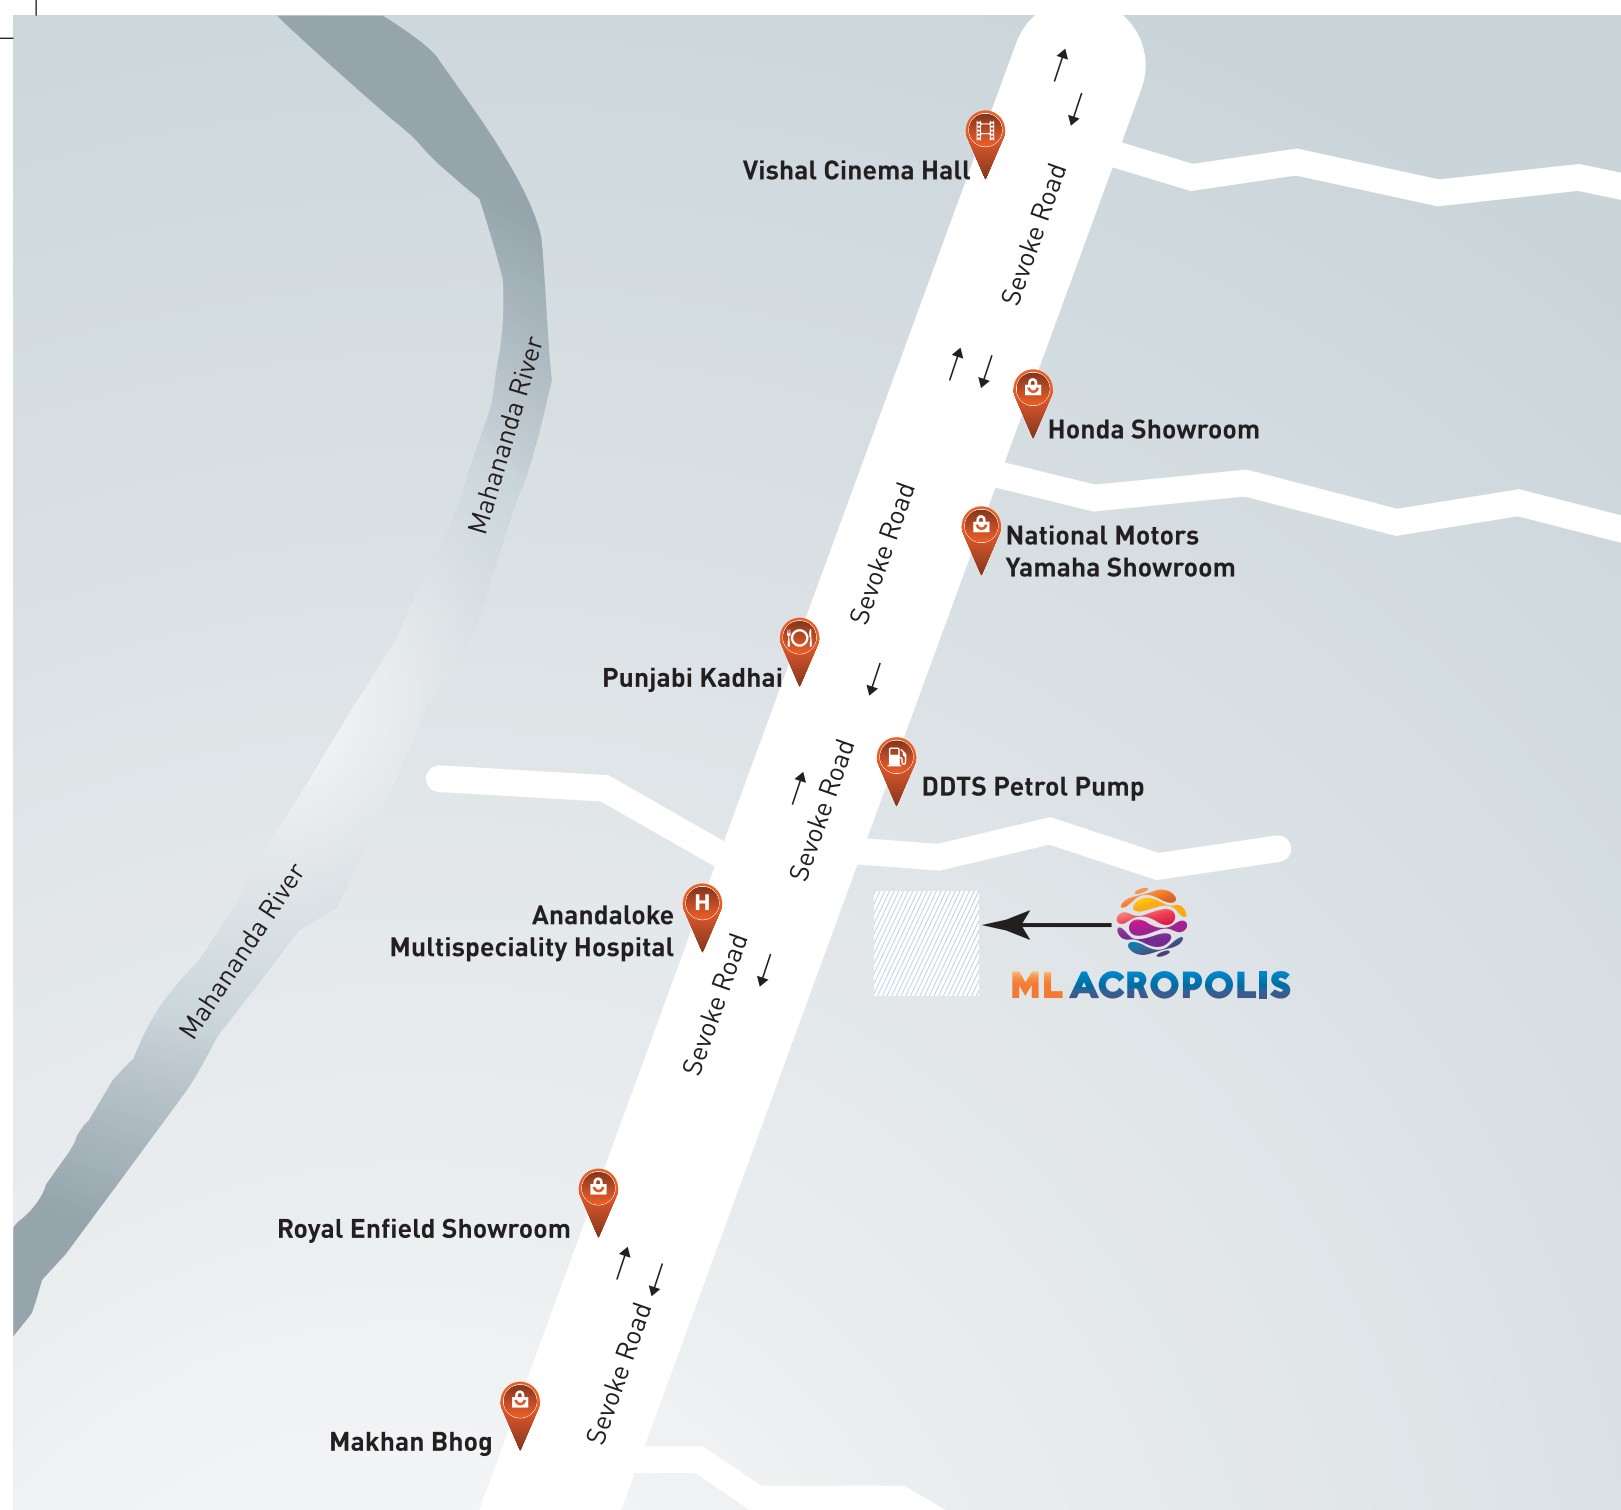 Vishal Cinema Hall
Sevoke Road
Mahananda River
Honda Showroom
Sevoke Road
National Motors
Yamaha Showroom
Punjabi Kadhai
Sevoke Road
DDTS Petrol Pump
Mahananda River
H
Anandaloke
Multispeciality Hospital
Sevoke Road
ML ACROPOLIS
Royal Enfield Showroom
Sevoke Road
Makhan Bhog